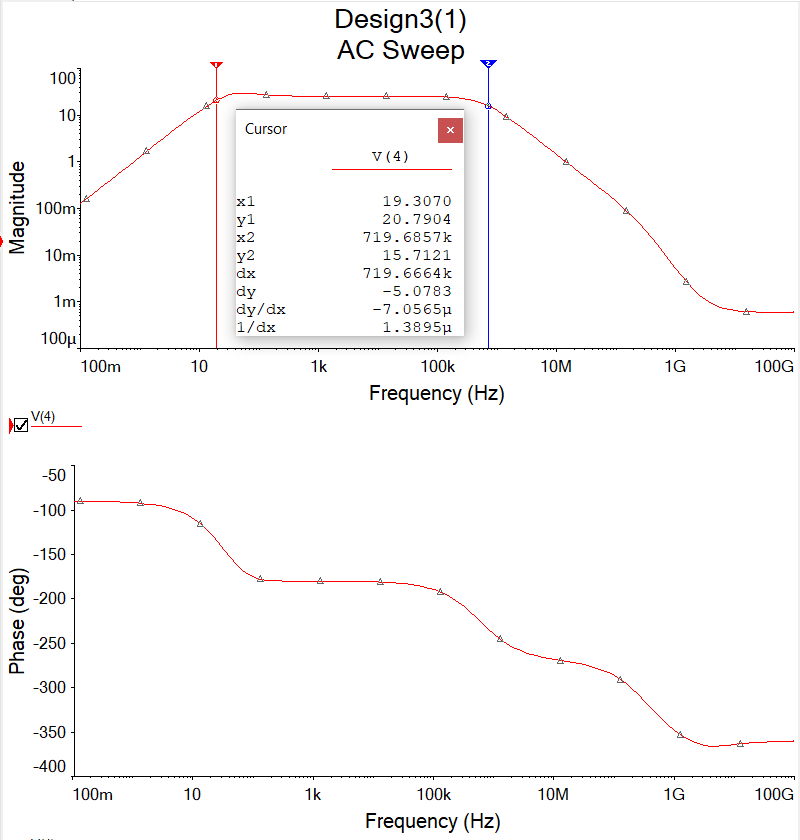 Design3(1)
AC Sweep
1
2
Magnitude
100
10
1
100m
10m
1m
100µ
Cursor
×
V(4)
x1 19.3070
y1 20.7904
x2 719.6857k
y2 15.7121
dx 719.6664k
dy -5.0783
dy/dx -7.0565µ
1/dx 1.3895µ
100m 10 1k 100k 10M 1G 100G
Frequency (Hz)
V(4)
Phase (deg)
-50
-100
-150
-200
-250
-300
-350
-400
100m 10 1k 100k 10M 1G 100G
Frequency (Hz)